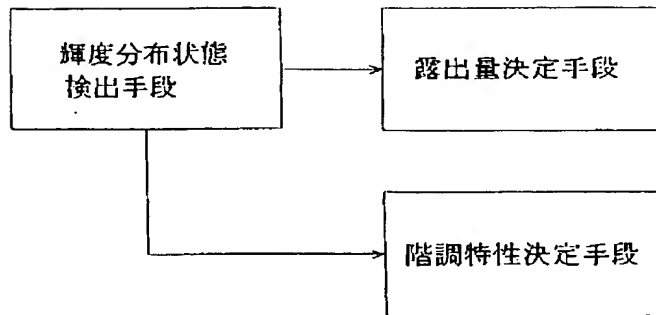 輝度分布状態
検出手段
露出量決定手段
階調特性決定手段